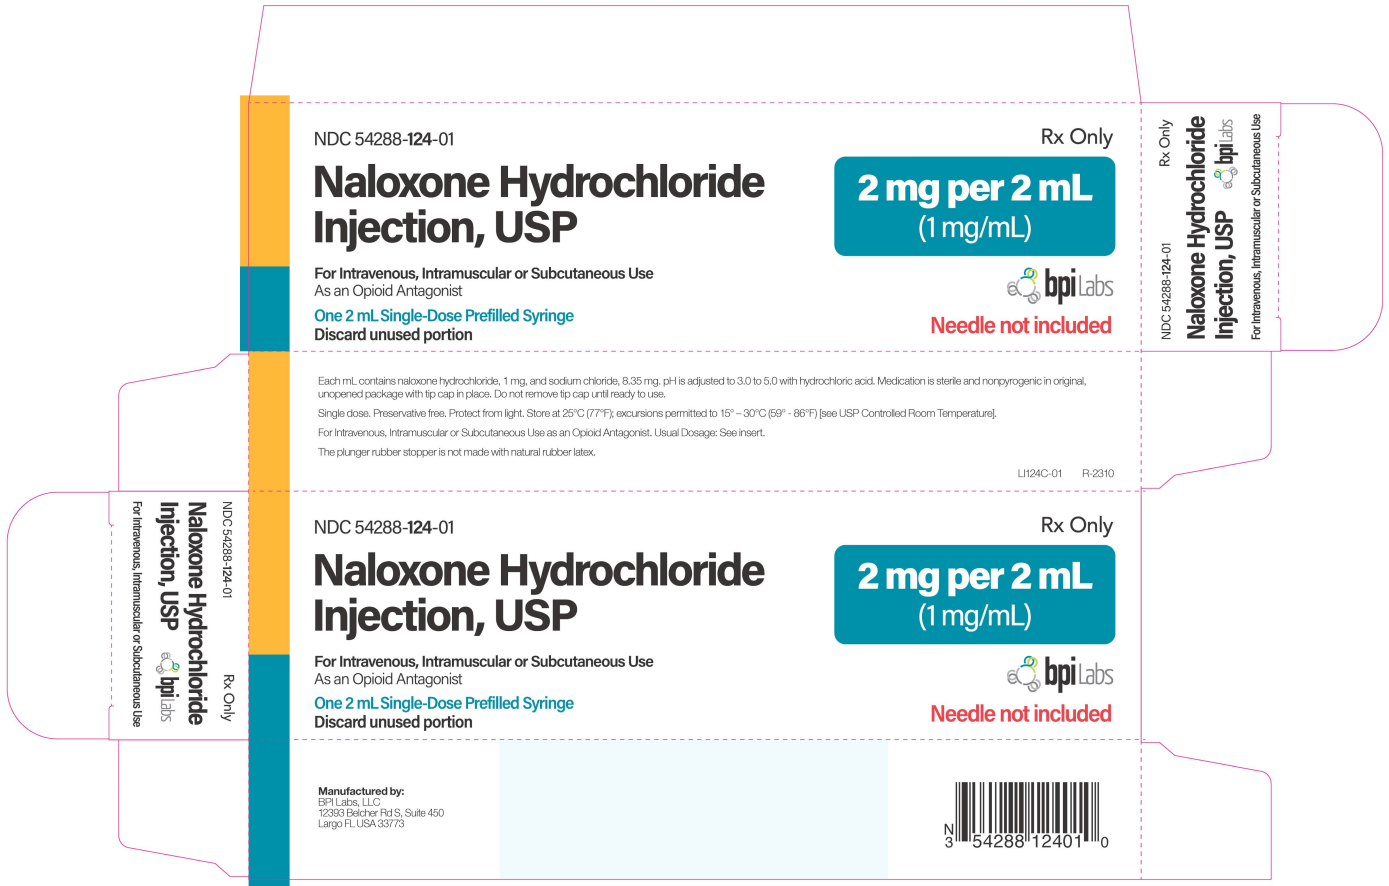 NDC 54288-124-01
Rx Only
Naloxone Hydrochloride
Injection, USP
2 mg per 2 mL
(1 mg/mL)
For Intravenous, Intramuscular or Subcutaneous Use
As an Opioid Antagonist
One 2 mL Single-Dose Prefilled Syringe
Discard unused portion
bpi Labs
Needle not included
NDC 54288-124-01
Rx Only
Naloxone Hydrochloride
Injection, USP
bpi Labs
For Intravenous, Intramuscular or Subcutaneous Use
Each mL contains naloxone hydrochloride, 1 mg, and sodium chloride, 8.35 mg. pH is adjusted to 3.0 to 5.0 with hydrochloric acid. Medication is sterile and nonpyrogenic in original,
unopened package with tip cap in place. Do not remove tip cap until ready to use.
Single dose. Preservative free. Protect from light. Store at 25°C (77°F); excursions permitted to 15° – 30°C (59° - 86°F) [see USP Controlled Room Temperature].
For Intravenous, Intramuscular or Subcutaneous Use as an Opioid Antagonist. Usual Dosage: See insert.
The plunger rubber stopper is not made with natural rubber latex.
LI124C-01 R-2310
NDC 54288-124-01
Rx Only
Naloxone Hydrochloride
Injection, USP
bpi Labs
For Intravenous, Intramuscular or Subcutaneous Use
NDC 54288-124-01
Rx Only
Naloxone Hydrochloride
Injection, USP
2 mg per 2 mL
(1 mg/mL)
For Intravenous, Intramuscular or Subcutaneous Use
As an Opioid Antagonist
One 2 mL Single-Dose Prefilled Syringe
Discard unused portion
bpi Labs
Needle not included
Manufactured by:
BPI Labs, LLC
12393 Belcher Rd S, Suite 450
Largo FL USA 33773
N
3 54288 12401 0